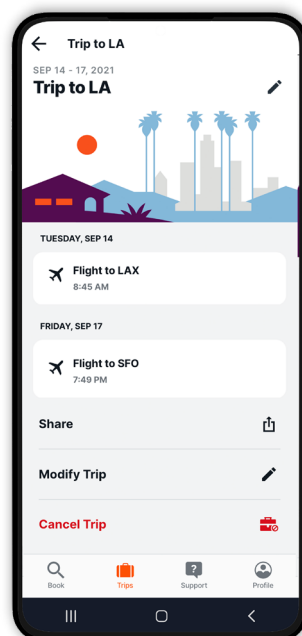 Trip to LA
SEP 14 - 17, 2021
Trip to LA
TUESDAY, SEP 14
Flight to LAX
8:45 AM
FRIDAY, SEP 17
Flight to SFO
7:49 PM
Share
Modify Trip
Cancel Trip
Book
Trips
Support
Profile